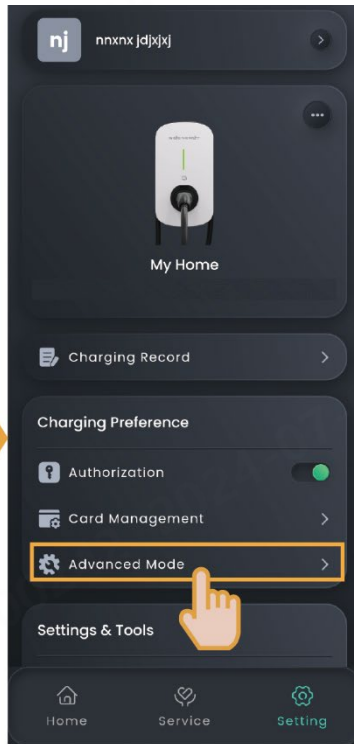 nj
nnxnx jdjxjxj
My Home
Charging Record
Charging Preference
Authorization
Card Management
Advanced Mode
Settings & Tools
Home Service Setting